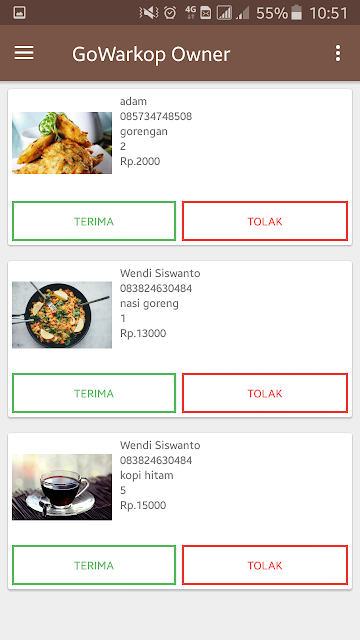 4G 55% 10:51
GoWarkop Owner
adam
085734748508
gorengan
2
Rp.2000
TERIMA TOLAK
Wendi Siswanto
083824630484
nasi goreng
1
Rp.13000
TERIMA TOLAK
Wendi Siswanto
083824630484
kopi hitam
5
Rp.15000
TERIMA TOLAK